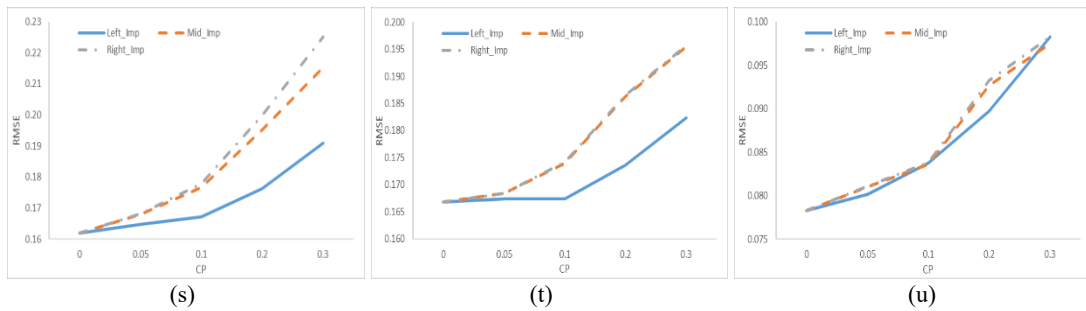 0.23
0.22
0.21
0.20
0.19
0.18
0.17
0.16
RMSE
Left_Imp
Mid_Imp
Right_Imp
0 0.05 0.1 0.2 0.3
CP
(s)
0.200
0.195
0.190
0.185
0.180
0.175
0.170
0.165
0.160
RMSE
Left_Imp
Mid_Imp
Right_Imp
0 0.05 0.1 0.2 0.3
CP
(t)
0.100
0.095
0.090
0.085
0.080
0.075
RMSE
Left_Imp
Mid_Imp
Right_Imp
0 0.05 0.1 0.2 0.3
CP
(u)